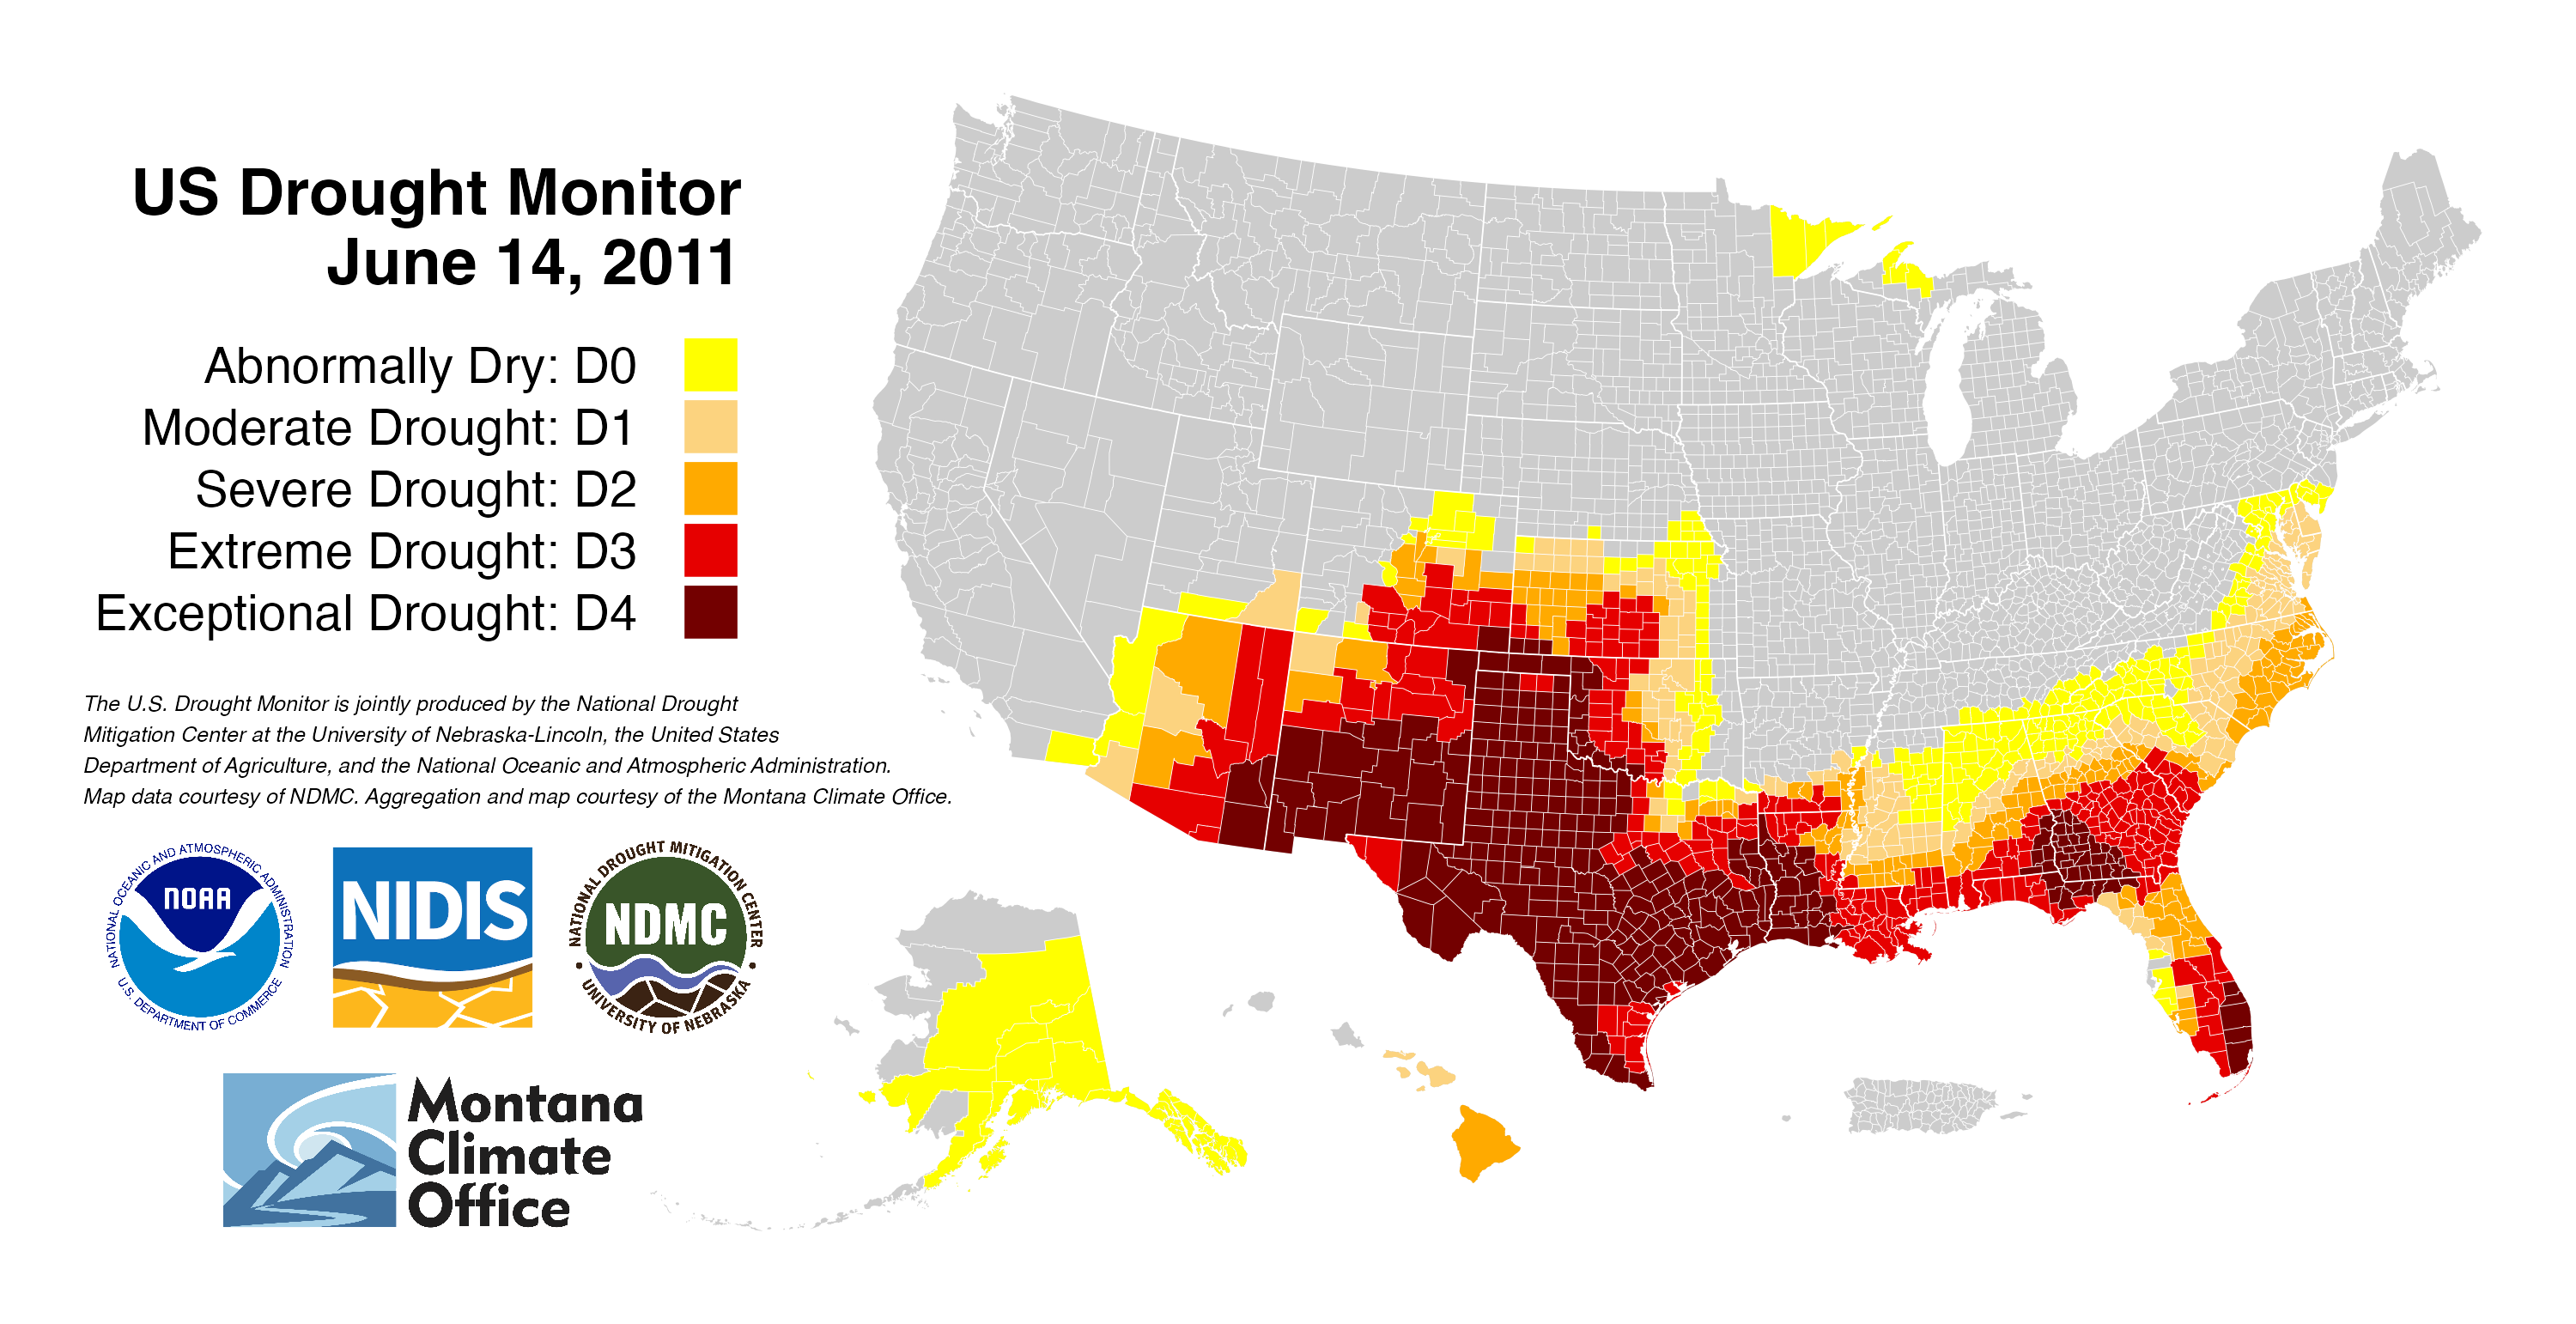 US Drought Monitor
June 14, 2011
Abnormally Dry: D0
Moderate Drought: D1
Severe Drought: D2
Extreme Drought: D3
Exceptional Drought: D4
The U.S. Drought Monitor is jointly produced by the National Drought
Mitigation Center at the University of Nebraska-Lincoln, the United States
Department of Agriculture, and the National Oceanic and Atmospheric Administration.
Map data courtesy of NDMC. Aggregation and map courtesy of the Montana Climate Office.
NATIONAL OCEANIC AND ATMOSPHERIC ADMINISTRATION
NOAA
U.S. DEPARTMENT OF COMMERCE
NIDIS
NATIONAL DROUGHT MITIGATION CENTER
NDMC
UNIVERSITY OF NEBRASKA
Montana
Climate
Office